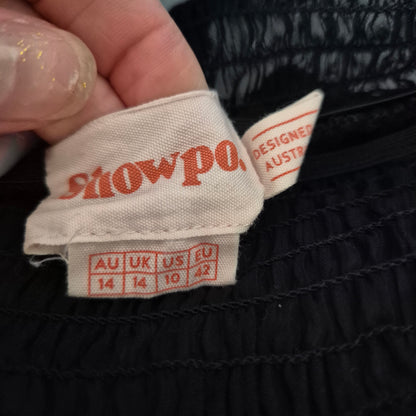 Showpo.
DESIGNED
AUSTR
AU UK US EU
14 14 10 42